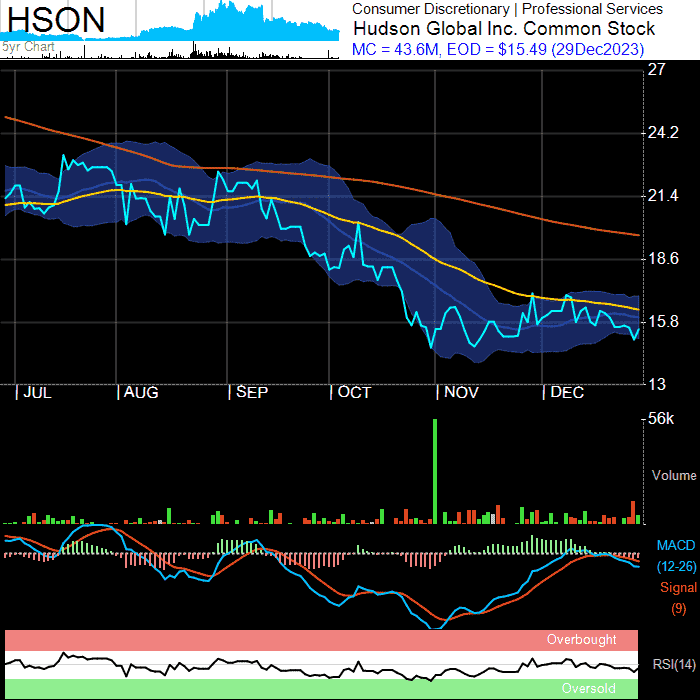 HSON
5yr Chart
Consumer Discretionary | Professional Services
Hudson Global Inc. Common Stock
MC = 43.6M, EOD = $15.49 (29Dec2023)
27
24.2
21.4
18.6
15.8
13
| JUL | AUG | SEP | OCT | NOV | DEC
56k
Volume
MACD
(12-26)
Signal
(9)
Overbought
RSI(14)
Oversold